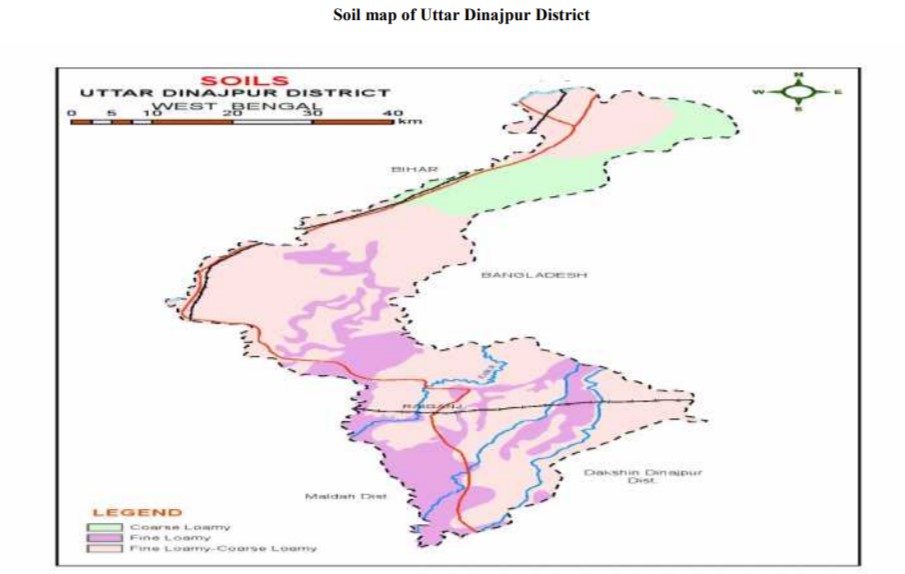 Soil map of Uttar Dinajpur District
SOILS
UTTAR DINAJPUR DISTRICT
WEST BENGAL
0 5 10 20 30 40
km
N
W E
S
BIHAR
BANGLADESH
RAIGANJ
Dakshin Dinajpur
Dist.
Maldah Dist.
LEGEND
Coarse Loamy
Fine Loamy
Fine Loamy-Coarse Loamy